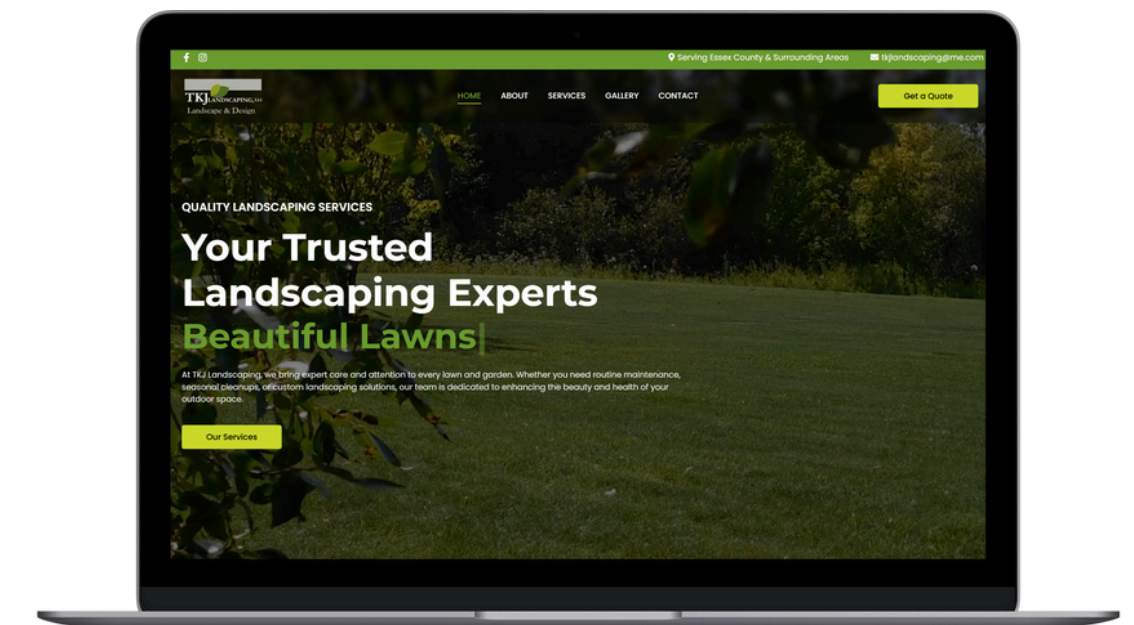 Serving Essex County & Surrounding Areas tkjlandscaping@me.com
TKJ LANDSCAPING, LLC
Landscape & Design
HOME ABOUT SERVICES GALLERY CONTACT
Get a Quote
QUALITY LANDSCAPING SERVICES
Your Trusted
Landscaping Experts
Beautiful Lawns|
At TKJ Landscaping, we bring expert care and attention to every lawn and garden. Whether you need routine maintenance,
seasonal cleanups, or custom landscaping solutions, our team is dedicated to enhancing the beauty and health of your
outdoor space.
Our Services